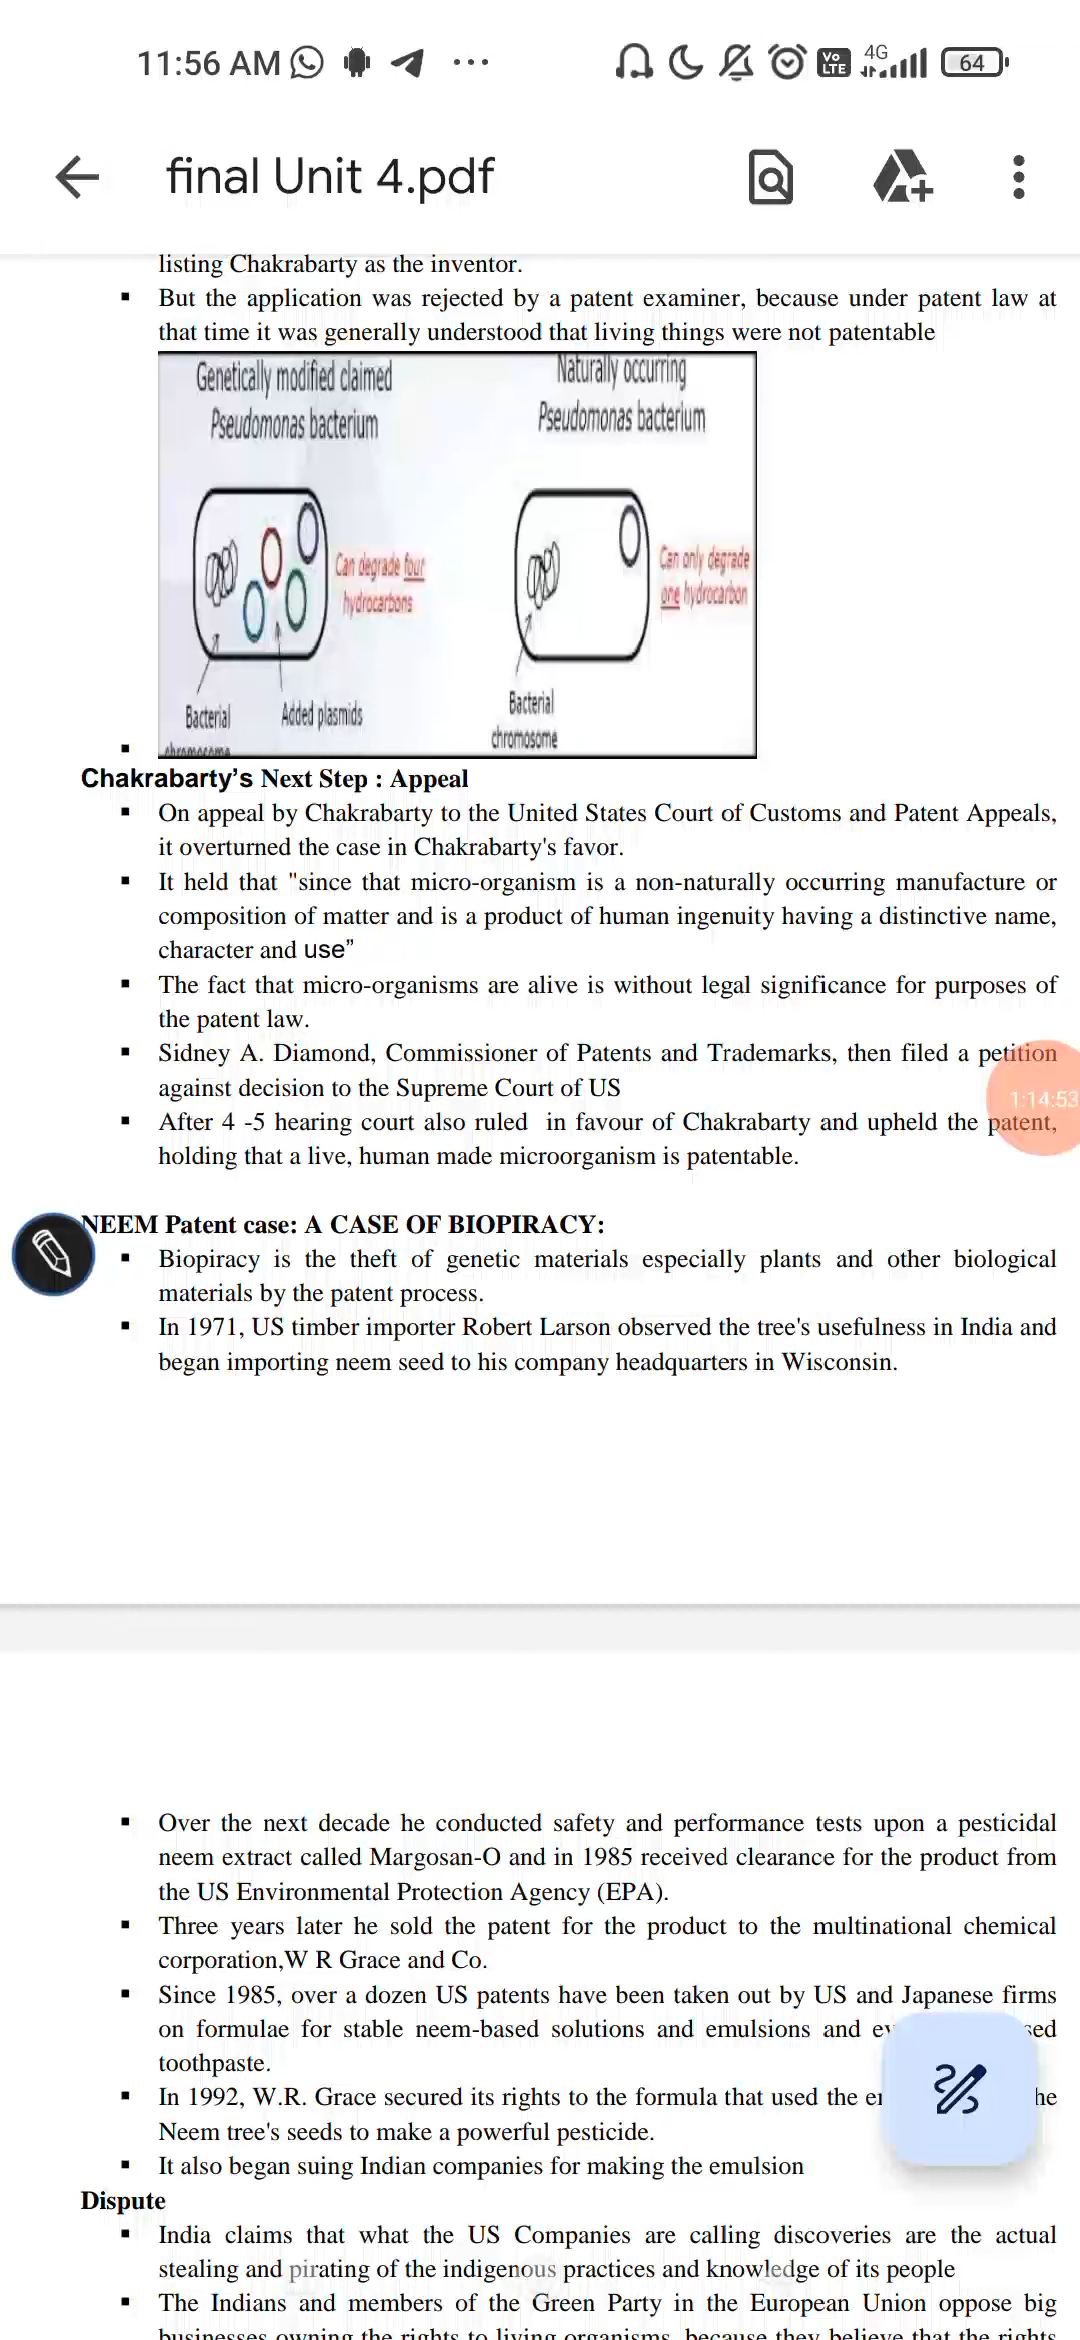 11:56 AM ...
Vo LTE 4G 64
final Unit 4.pdf
listing Chakrabarty as the inventor.
▪ But the application was rejected by a patent examiner, because under patent law at
that time it was generally understood that living things were not patentable
Genetically modified claimed
Pseudomonas bacterium
Naturally occurring
Pseudomonas bacterium
Can degrade four
hydrocarbons
Can only degrade
one hydrocarbon
Bacterial
chromosome
Added plasmids
Bacterial
chromosome
▪
Chakrabarty’s Next Step : Appeal
▪ On appeal by Chakrabarty to the United States Court of Customs and Patent Appeals,
it overturned the case in Chakrabarty's favor.
▪ It held that "since that micro-organism is a non-naturally occurring manufacture or
composition of matter and is a product of human ingenuity having a distinctive name,
character and use”
▪ The fact that micro-organisms are alive is without legal significance for purposes of
the patent law.
▪ Sidney A. Diamond, Commissioner of Patents and Trademarks, then filed a petition
against decision to the Supreme Court of US
1:14:53
▪ After 4 -5 hearing court also ruled in favour of Chakrabarty and upheld the patent,
holding that a live, human made microorganism is patentable.
NEEM Patent case: A CASE OF BIOPIRACY:
▪ Biopiracy is the theft of genetic materials especially plants and other biological
materials by the patent process.
▪ In 1971, US timber importer Robert Larson observed the tree's usefulness in India and
began importing neem seed to his company headquarters in Wisconsin.
▪ Over the next decade he conducted safety and performance tests upon a pesticidal
neem extract called Margosan-O and in 1985 received clearance for the product from
the US Environmental Protection Agency (EPA).
▪ Three years later he sold the patent for the product to the multinational chemical
corporation,W R Grace and Co.
▪ Since 1985, over a dozen US patents have been taken out by US and Japanese firms
on formulae for stable neem-based solutions and emulsions and
toothpaste.
▪ In 1992, W.R. Grace secured its rights to the formula that used the
Neem tree's seeds to make a powerful pesticide.
▪ It also began suing Indian companies for making the emulsion
Dispute
▪ India claims that what the US Companies are calling discoveries are the actual
stealing and pirating of the indigenous practices and knowledge of its people
▪ The Indians and members of the Green Party in the European Union oppose big
businesses owning the rights to living organisms, because they believe that the rights